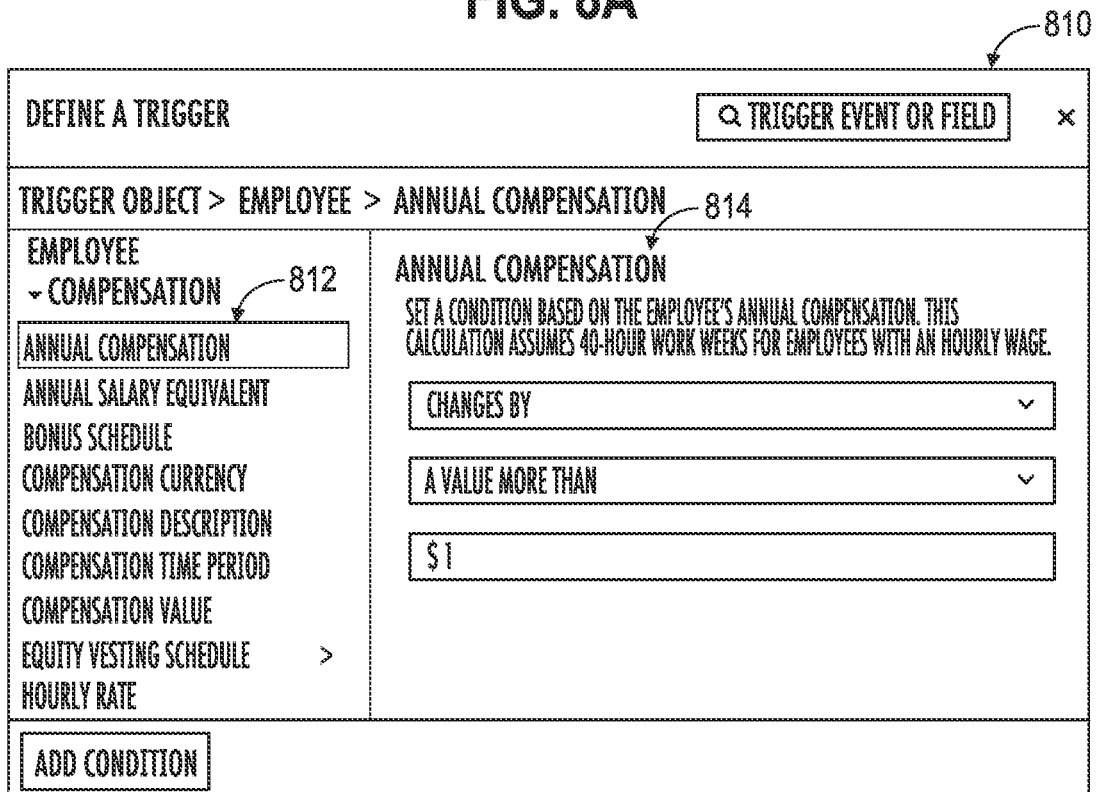 FIG. 8A
810
DEFINE A TRIGGER
TRIGGER EVENT OR FIELD ×
TRIGGER OBJECT > EMPLOYEE > ANNUAL COMPENSATION
814
EMPLOYEE
COMPENSATION
812
ANNUAL COMPENSATION
ANNUAL SALARY EQUIVALENT
BONUS SCHEDULE
COMPENSATION CURRENCY
COMPENSATION DESCRIPTION
COMPENSATION TIME PERIOD
COMPENSATION VALUE
EQUITY VESTING SCHEDULE >
HOURLY RATE
ANNUAL COMPENSATION
SET A CONDITION BASED ON THE EMPLOYEE'S ANNUAL COMPENSATION. THIS
CALCULATION ASSUMES 40-HOUR WORK WEEKS FOR EMPLOYEES WITH AN HOURLY WAGE.
CHANGES BY
A VALUE MORE THAN
$ 1
ADD CONDITION